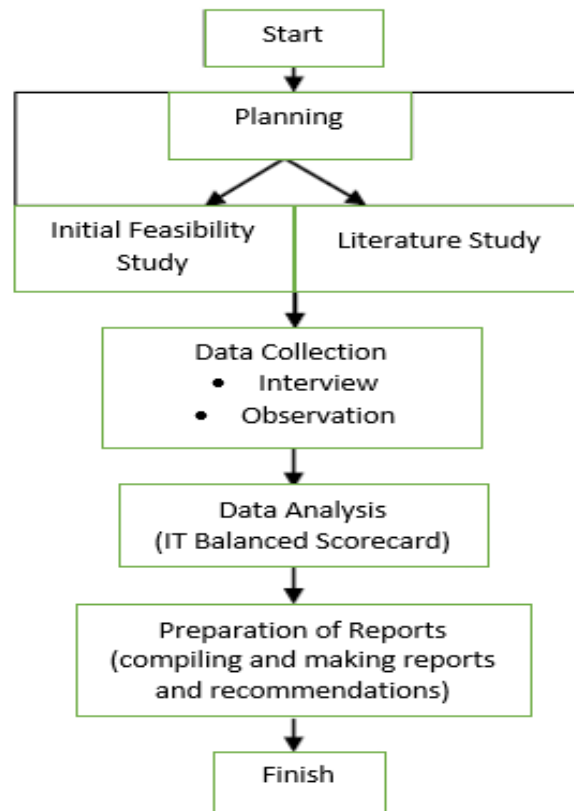 Start
Planning
Initial Feasibility
Study
Literature Study
Data Collection
• Interview
• Observation
Data Analysis
(IT Balanced Scorecard)
Preparation of Reports
(compiling and making reports
and recommendations)
Finish